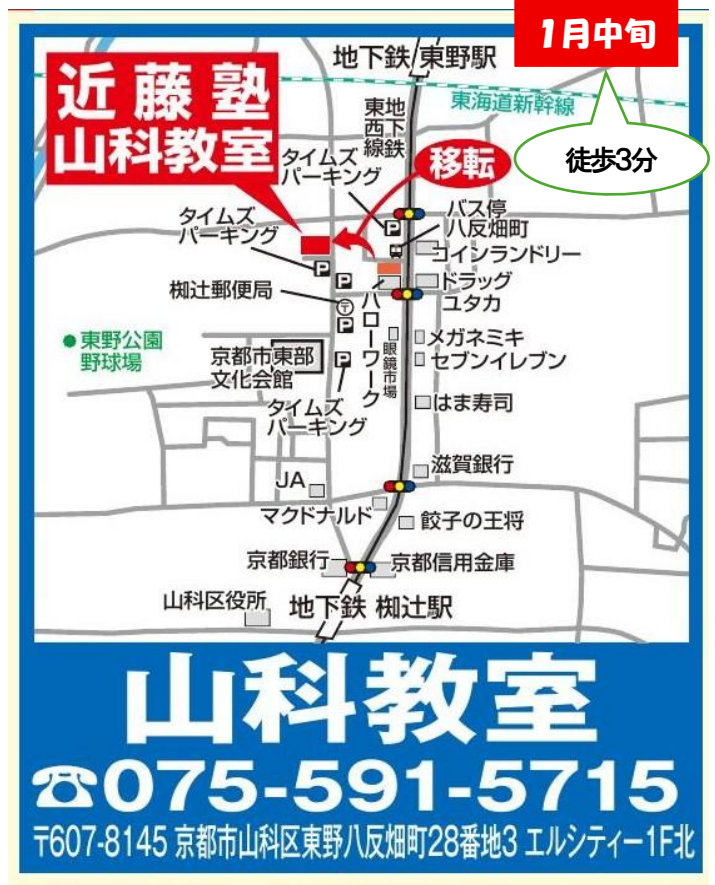 1月中旬
徒歩3分
地下鉄 東野駅
東海道新幹線
近藤塾
山科教室
地下鉄
東西線
タイムズ
パーキング
移転
P
バス停
八反畑町
タイムズ
パーキング
コインランドリー
P
P
ドラッグ
ユタカ
椥辻郵便局
〒
P
ハローワーク
東野公園
野球場
眼鏡市場
メガネミキ
セブンイレブン
京都市東部
文化会館
P
タイムズ
パーキング
はま寿司
滋賀銀行
JA
マクドナルド
餃子の王将
京都銀行
京都信用金庫
山科区役所
地下鉄 椥辻駅
山科教室
☎075-591-5715
〒607-8145 京都市山科区東野八反畑町28番地3 エルシティー1F北